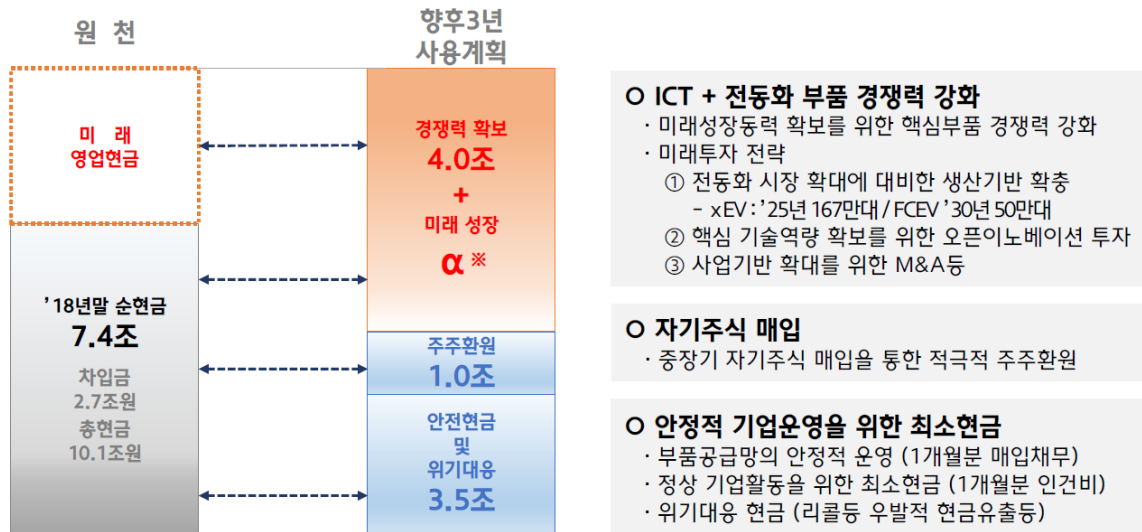 원 천
향후3년
사용계획
미 래
영업현금
'18년말 순현금
7.4조
차입금
2.7조원
총현금
10.1조원
경쟁력 확보
4.0조
+
미래 성장
α※
주주환원
1.0조
안전현금
및
위기대응
3.5조
O ICT + 전동화 부품 경쟁력 강화
· 미래성장동력 확보를 위한 핵심부품 경쟁력 강화
· 미래투자 전략
① 전동화 시장 확대에 대비한 생산기반 확충
- xEV : '25년 167만대 / FCEV '30년 50만대
② 핵심 기술역량 확보를 위한 오픈이노베이션 투자
③ 사업기반 확대를 위한 M&A등
O 자기주식 매입
· 중장기 자기주식 매입을 통한 적극적 주주환원
O 안정적 기업운영을 위한 최소현금
· 부품공급망의 안정적 운영 (1개월분 매입채무)
· 정상 기업활동을 위한 최소현금 (1개월분 인건비)
· 위기대응 현금 (리콜등 우발적 현금유출등)